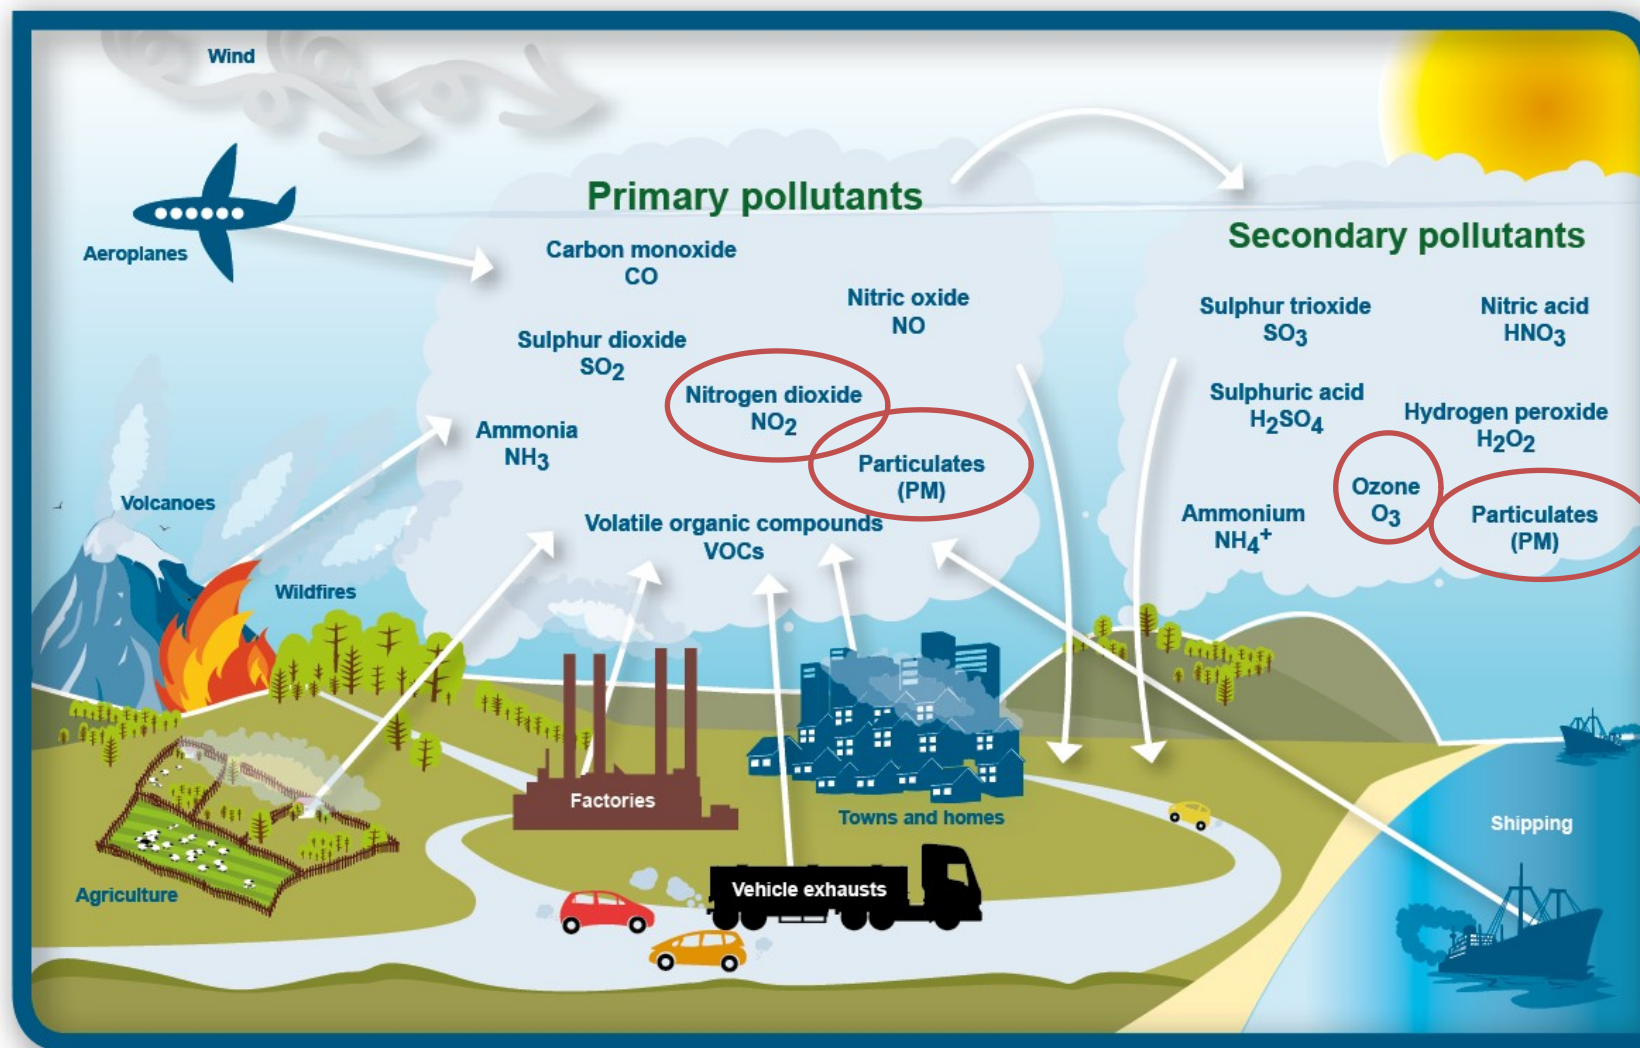 Wind
Aeroplanes
Primary pollutants
Carbon monoxide
CO
Nitric oxide
NO
Sulphur dioxide
SO2
Nitrogen dioxide
NO2
Ammonia
NH3
Particulates
(PM)
Volatile organic compounds
VOCs
Secondary pollutants
Sulphur trioxide
SO3
Nitric acid
HNO3
Sulphuric acid
H2SO4
Hydrogen peroxide
H2O2
Ozone
O3
Ammonium
NH4+
Particulates
(PM)
Volcanoes
Wildfires
Factories
Towns and homes
Shipping
Vehicle exhausts
Agriculture